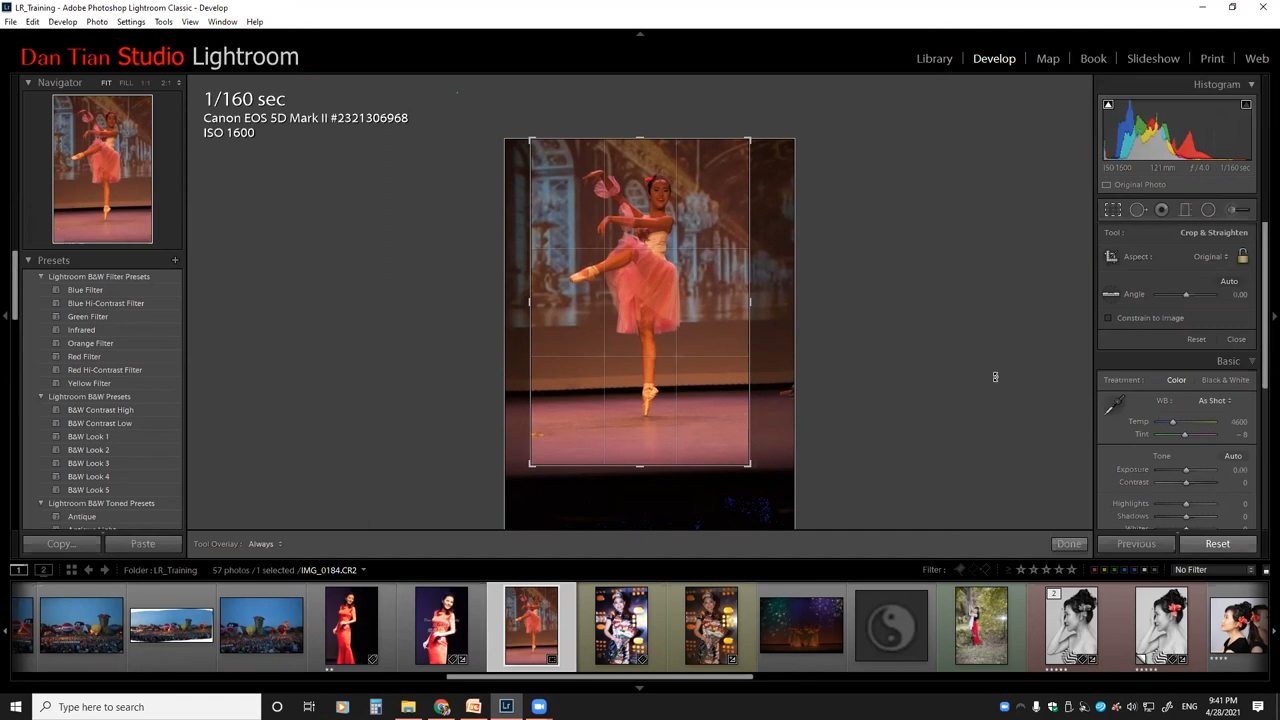 LR_Training - Adobe Photoshop Lightroom Classic - Develop
File Edit Develop Photo Settings Tools View Window Help
Dan Tian Studio Lightroom
Library Develop Map Book Slideshow Print Web
Navigator FIT FILL 1:1 2:1
1/160 sec
Canon EOS 5D Mark II #2321306968
ISO 1600
Histogram
ISO 1600 121 mm ƒ / 4.0 1/160 sec
Original Photo
Tool : Crop & Straighten
Aspect : Original
Auto
Angle 0.00
Constrain to Image
Reset Close
Basic
Treatment : Color Black & White
WB : As Shot
Temp 4600
Tint - 8
Tone Auto
Exposure 0.00
Contrast 0
Highlights 0
Shadows 0
Whites
Presets +
Lightroom B&W Filter Presets
Blue Filter
Blue Hi-Contrast Filter
Green Filter
Infrared
Orange Filter
Red Filter
Red Hi-Contrast Filter
Yellow Filter
Lightroom B&W Presets
B&W Contrast High
B&W Contrast Low
B&W Look 1
B&W Look 2
B&W Look 3
B&W Look 4
B&W Look 5
Lightroom B&W Toned Presets
Antique
Copy... Paste
Tool Overlay : Always
Done
Previous Reset
1 2 Folder : LR_Training 57 photos / 1 selected / IMG_0184.CR2 Filter : No Filter
2
Type here to search
Lr
ENG
9:41 PM
4/28/2021